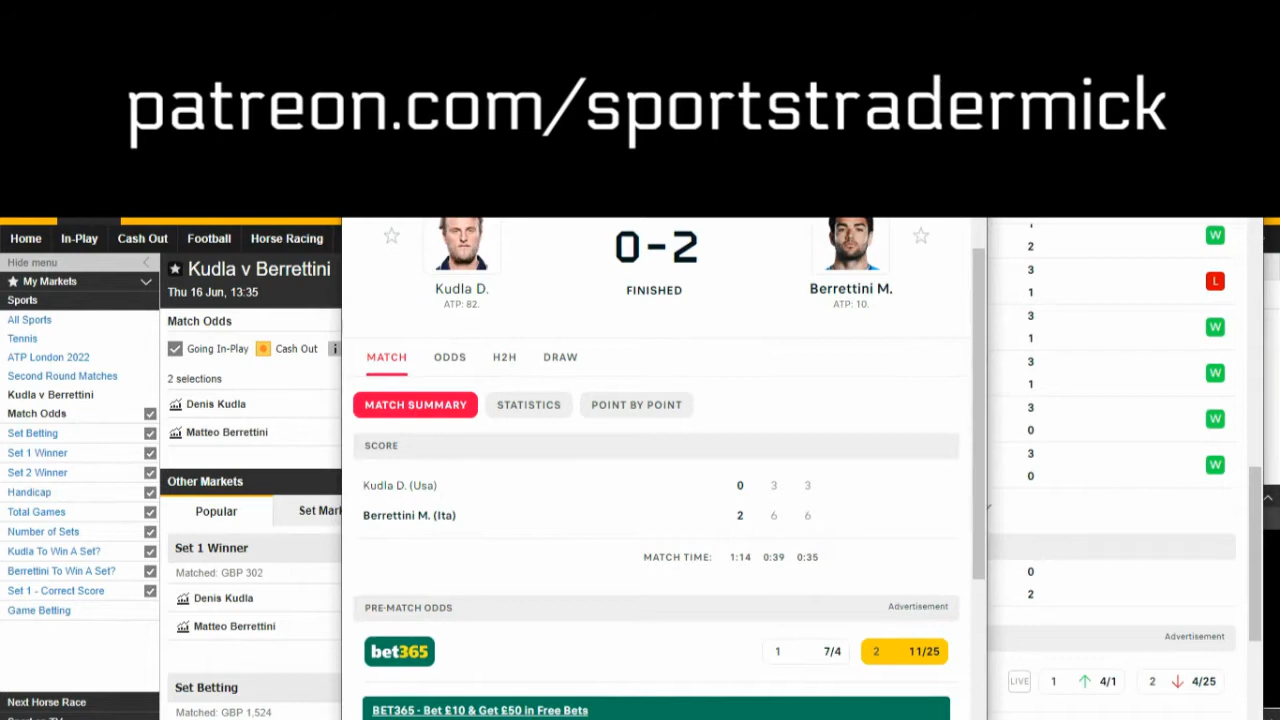 patreon.com/sportstradermick
Home In-Play Cash Out Football Horse Racing
Hide menu
My Markets
Sports
All Sports
Tennis
ATP London 2022
Second Round Matches
Kudla v Berrettini
Match Odds
Set Betting
Set 1 Winner
Set 2 Winner
Handicap
Total Games
Number of Sets
Kudla To Win A Set?
Berrettini To Win A Set?
Set 1 - Correct Score
Game Betting
Next Horse Race
Kudla v Berrettini
Thu 16 Jun, 13:35
Match Odds
Going In-Play Cash Out i
2 selections
Denis Kudla
Matteo Berrettini
Other Markets
Popular Set Mar
Set 1 Winner
Matched: GBP 302
Denis Kudla
Matteo Berrettini
Set Betting
Matched: GBP 1,524
0-2
FINISHED
Kudla D.
ATP: 82.
Berrettini M.
ATP: 10.
MATCH ODDS H2H DRAW
MATCH SUMMARY STATISTICS POINT BY POINT
SCORE
Kudla D. (Usa) 0 3 3
Berrettini M. (Ita) 2 6 6
MATCH TIME: 1:14 0:39 0:35
PRE-MATCH ODDS Advertisement
bet365 1 7/4 2 11/25
BET365 - Bet £10 & Get £50 in Free Bets
2 W
3
1 L
3
1 W
3
1 W
3
0 W
3
0 W
0
2
Advertisement
LIVE 1 4/1 2 4/25